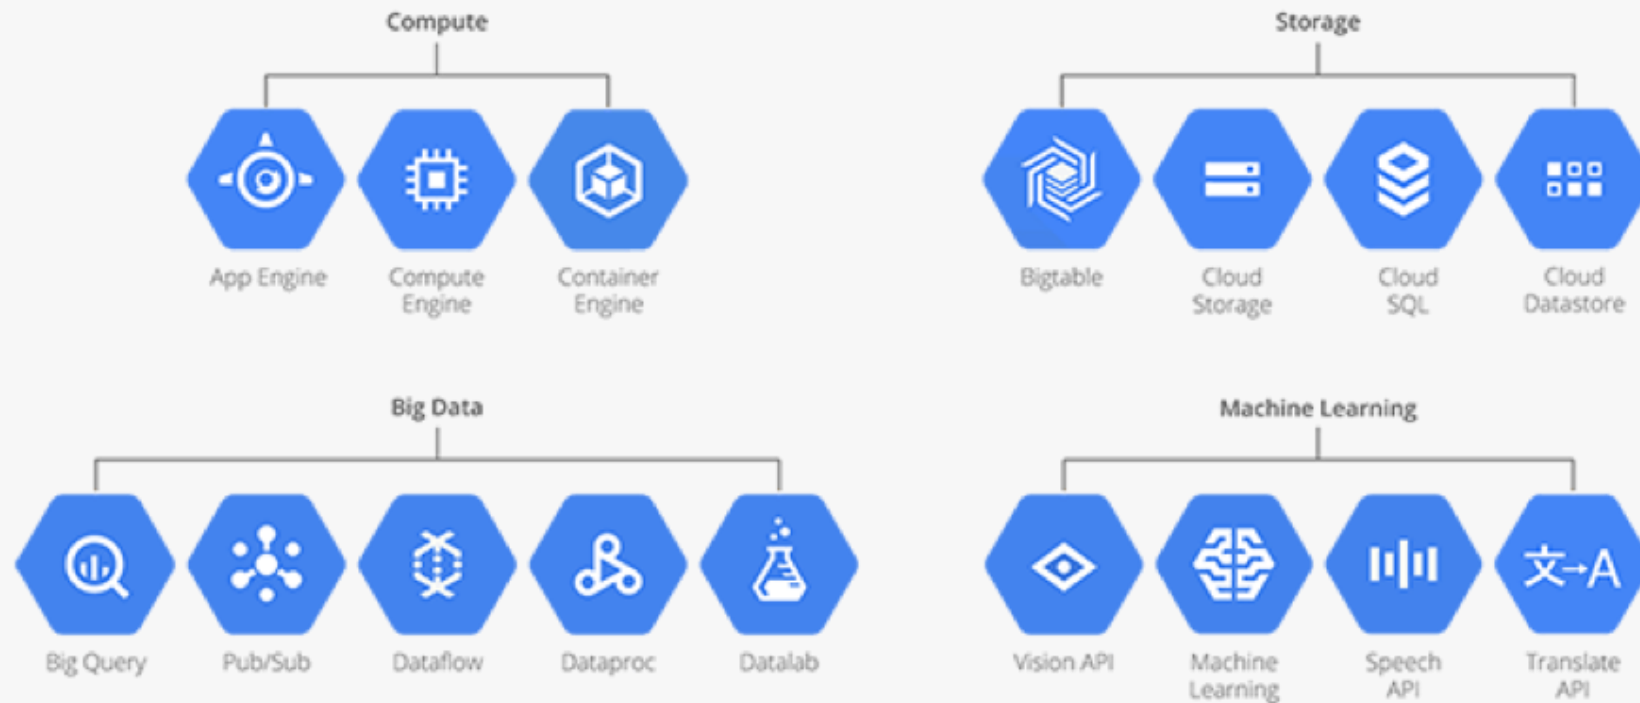 Compute
App Engine
Compute
Engine
Container
Engine
Storage
Bigtable
Cloud
Storage
Cloud
SQL
Cloud
Datastore
Big Data
Big Query
Pub/Sub
Dataflow
Dataproc
Datalab
Machine Learning
Vision API
Machine
Learning
Speech
API
文→A
Translate
API